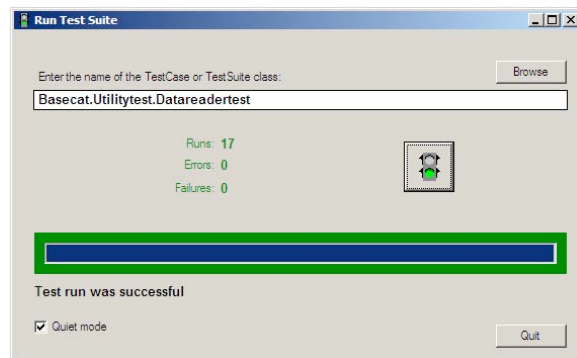 Run Test Suite
Enter the name of the TestCase or TestSuite class:
Browse
Basecat.Utilitytest.Datareadertest
Runs: 17
Errors: 0
Failures: 0
Test run was successful
Quiet mode
Quit